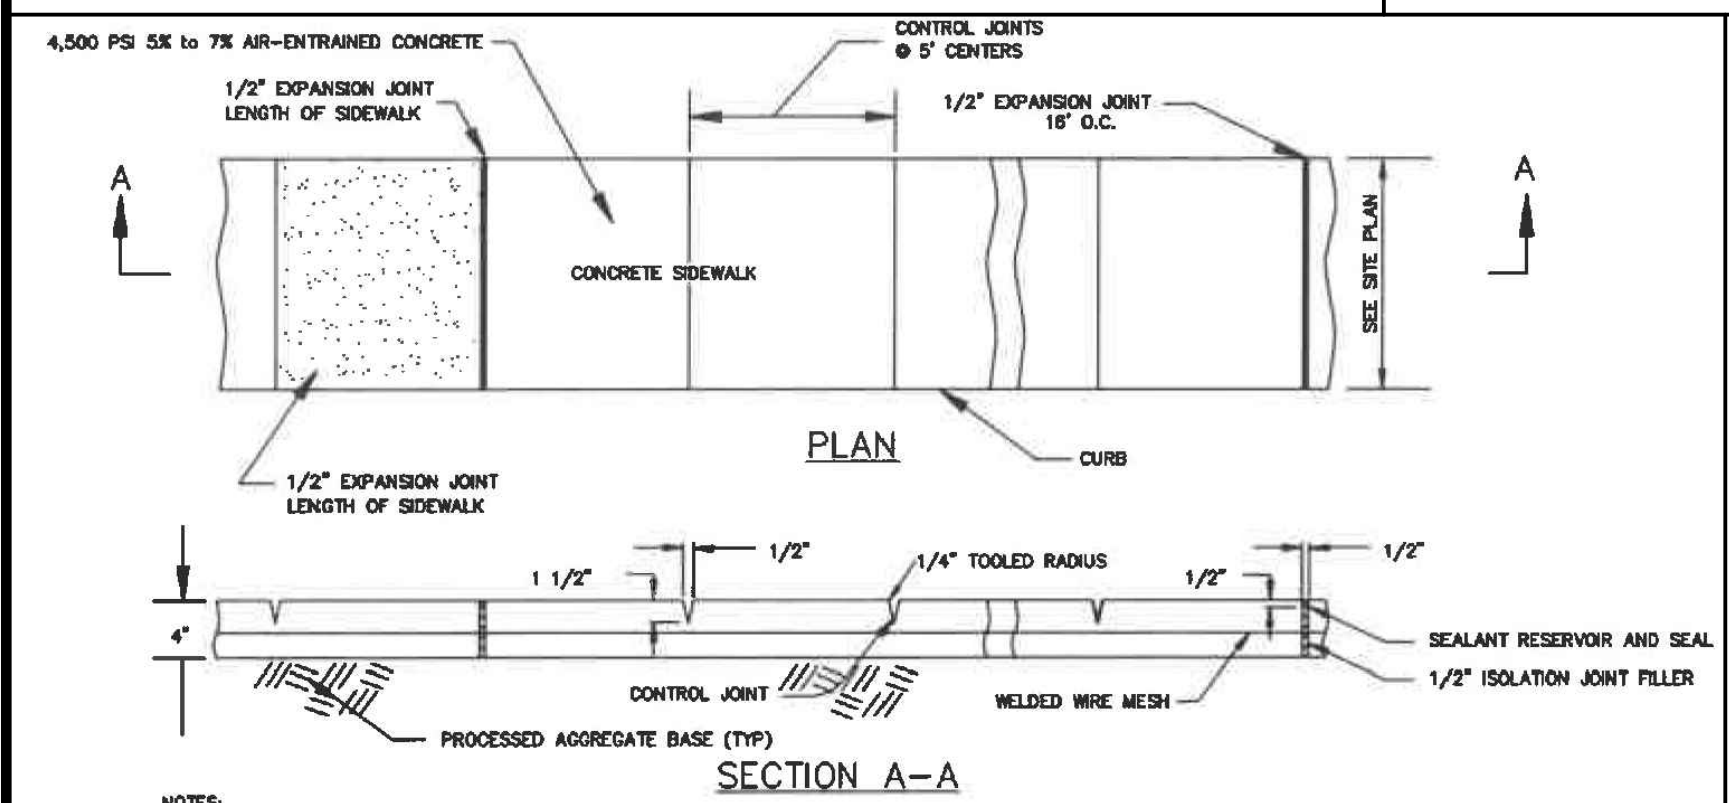 4,500 PSI 5% to 7% AIR-ENTRAINED CONCRETE
CONTROL JOINTS
@ 5' CENTERS
1/2" EXPANSION JOINT
LENGTH OF SIDEWALK
1/2" EXPANSION JOINT
16' O.C.
A
A
CONCRETE SIDEWALK
SEE SITE PLAN
PLAN
CURB
1/2" EXPANSION JOINT
LENGTH OF SIDEWALK
1/2"
1 1/2"
1/4" TOOLED RADIUS
1/2"
1/2"
4"
SEALANT RESERVOIR AND SEAL
1/2" ISOLATION JOINT FILLER
CONTROL JOINT
WELDED WIRE MESH
PROCESSED AGGREGATE BASE (TYP)
SECTION A-A
NOTES: